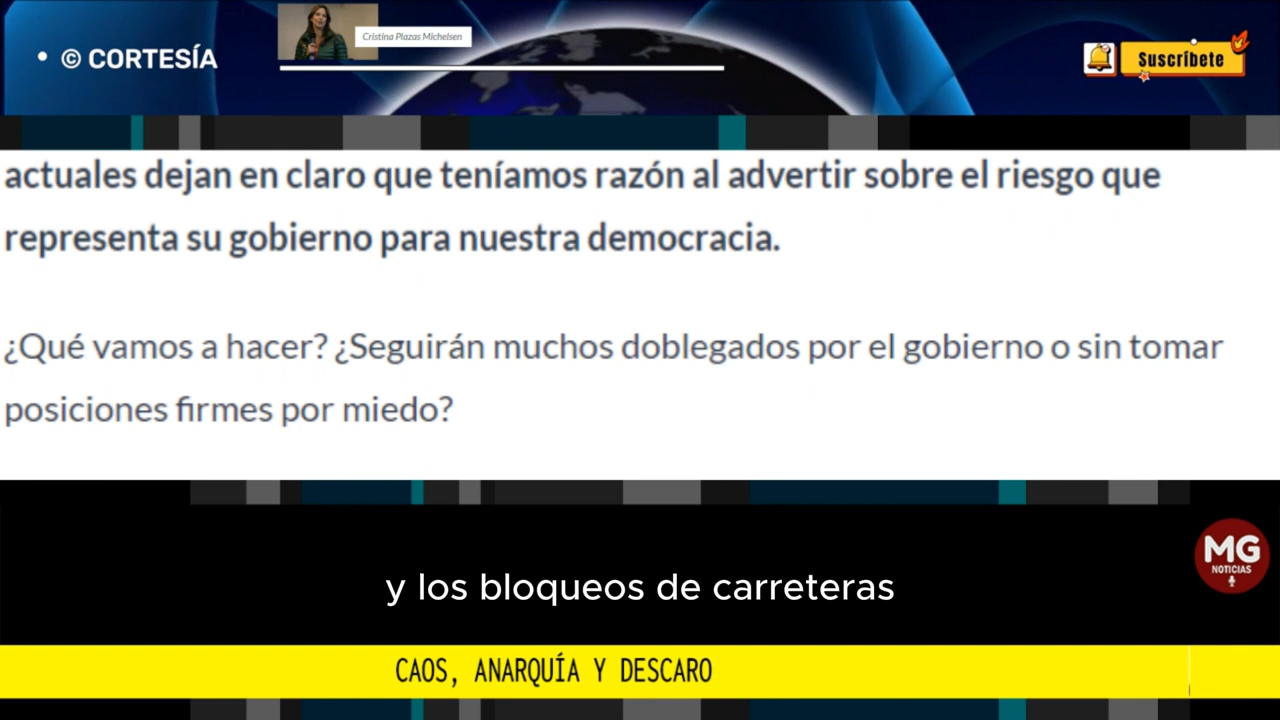 • © CORTESÍA
Cristina Plazas Michelsen
Suscríbete
actuales dejan en claro que teníamos razón al advertir sobre el riesgo que
representa su gobierno para nuestra democracia.
¿Qué vamos a hacer? ¿Seguirán muchos doblegados por el gobierno o sin tomar
posiciones firmes por miedo?
MG
NOTICIAS
y los bloqueos de carreteras
CAOS, ANARQUÍA Y DESCARO